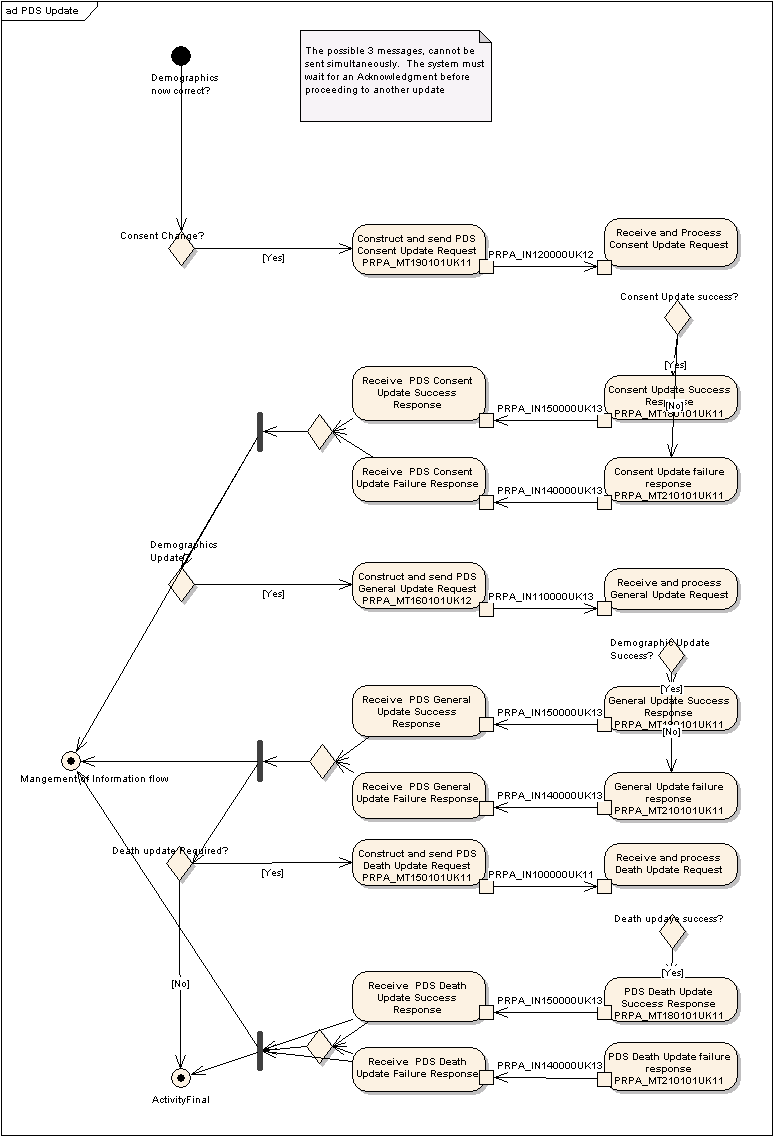 ad PDS Update
The possible 3 messages, cannot be
sent simultaneously. The system must
wait for an Acknowledgment before
proceeding to another update
Demographics
now correct?
Consent Change?
[Yes]
Construct and send PDS
Consent Update Request
PRPA_MT190101UK11
PRPA_IN120000UK12
Receive and Process
Consent Update Request
Consent Update success?
[Yes]
Receive PDS Consent
Update Success
Response
PRPA_IN150000UK13
Consent Update Success
[No]
Receive PDS Consent
Update Failure Response
PRPA_IN140000UK13
Consent Update failure
response
PRPA_MT210101UK11
Demographics
Update?
[Yes]
Construct and send PDS
General Update Request
PRPA_MT160101UK12
PRPA_IN110000UK13
Receive and process
General Update Request
Demographic Update
Success?
[Yes]
Receive PDS General
Update Success
Response
PRPA_IN150000UK13
General Update Success
Response
[No]
Mangement of Information flow
Receive PDS General
Update Failure Response
PRPA_IN140000UK13
General Update failure
response
PRPA_MT210101UK11
Death update Required?
[Yes]
Construct and send PDS
Death Update Request
PRPA_MT150101UK11
PRPA_IN100000UK11
Receive and process
Death Update Request
Death update success?
[Yes]
[No]
Receive PDS Death
Update Success
Response
PRPA_IN150000UK13
PDS Death Update
Success Response
PRPA_MT180101UK11
Receive PDS Death
Update Failure Response
PRPA_IN140000UK13
PDS Death Update failure
response
PRPA_MT210101UK11
ActivityFinal